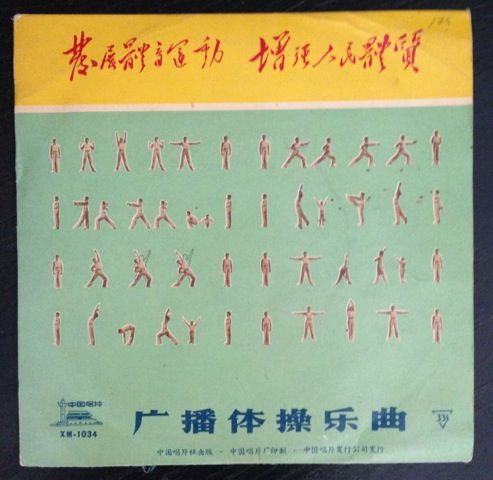 發展體育運動 增強人民體質
中国唱片
XM-1034
广播体操乐曲
33⅓
中国唱片社出版 · 中国唱片厂印制 · 中国唱片发行公司发行